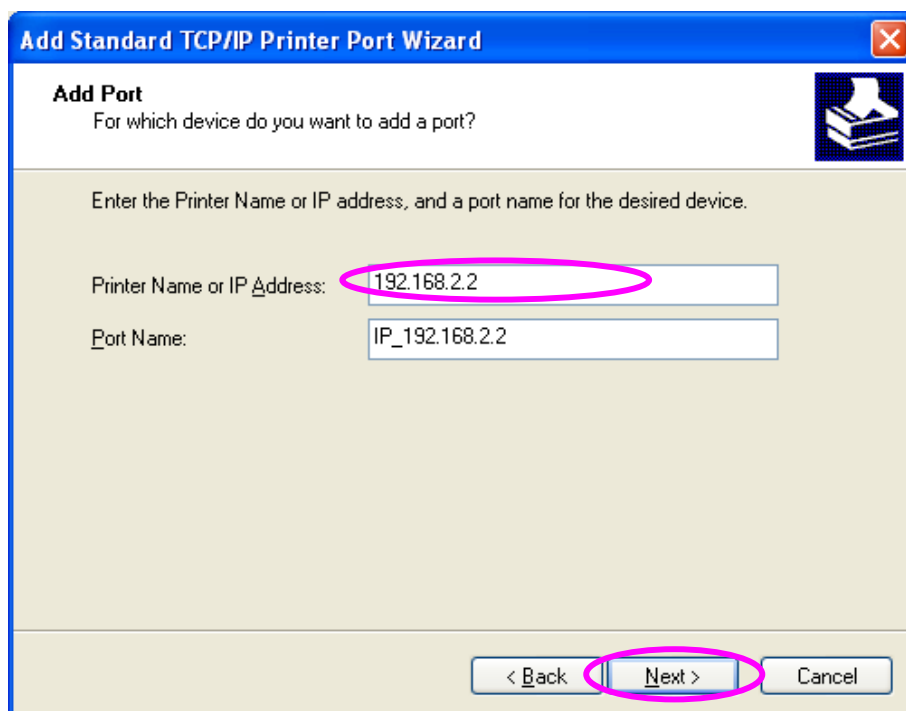 Add Standard TCP/IP Printer Port Wizard
Add Port
For which device do you want to add a port?
Enter the Printer Name or IP address, and a port name for the desired device.
Printer Name or IP Address: 192.168.2.2
Port Name: IP_192.168.2.2
< Back Next > Cancel